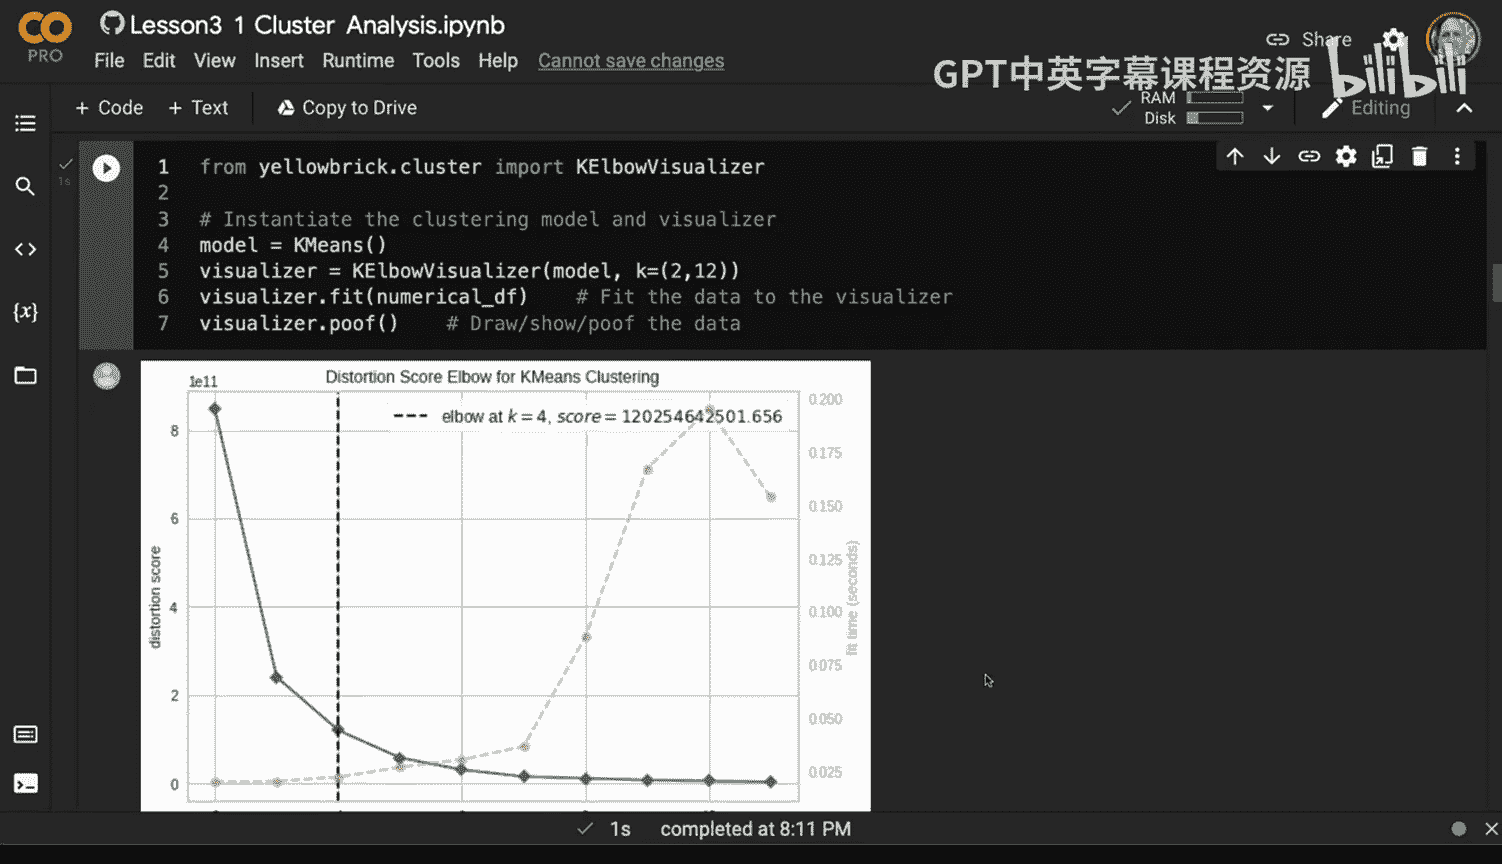 CO
PRO
Lesson3 1 Cluster Analysis.ipynb
File Edit View Insert Runtime Tools Help Cannot save changes
Share
GPT中英字幕课程资源 bilibili
+ Code + Text Copy to Drive
RAM
Disk
Editing
1s
1 from yellowbrick.cluster import KElbowVisualizer
2
3 # Instantiate the clustering model and visualizer
4 model = KMeans()
5 visualizer = KElbowVisualizer(model, k=(2,12))
6 visualizer.fit(numerical_df) # Fit the data to the visualizer
7 visualizer.poof() # Draw/show/poof the data
{x}
1e11
Distortion Score Elbow for KMeans Clustering
elbow at k = 4, score = 120254642501.656
8
6
4
2
0
distortion score
0.200
0.175
0.150
0.125
0.100
0.075
0.050
0.025
fit time (seconds)
1s completed at 8:11 PM